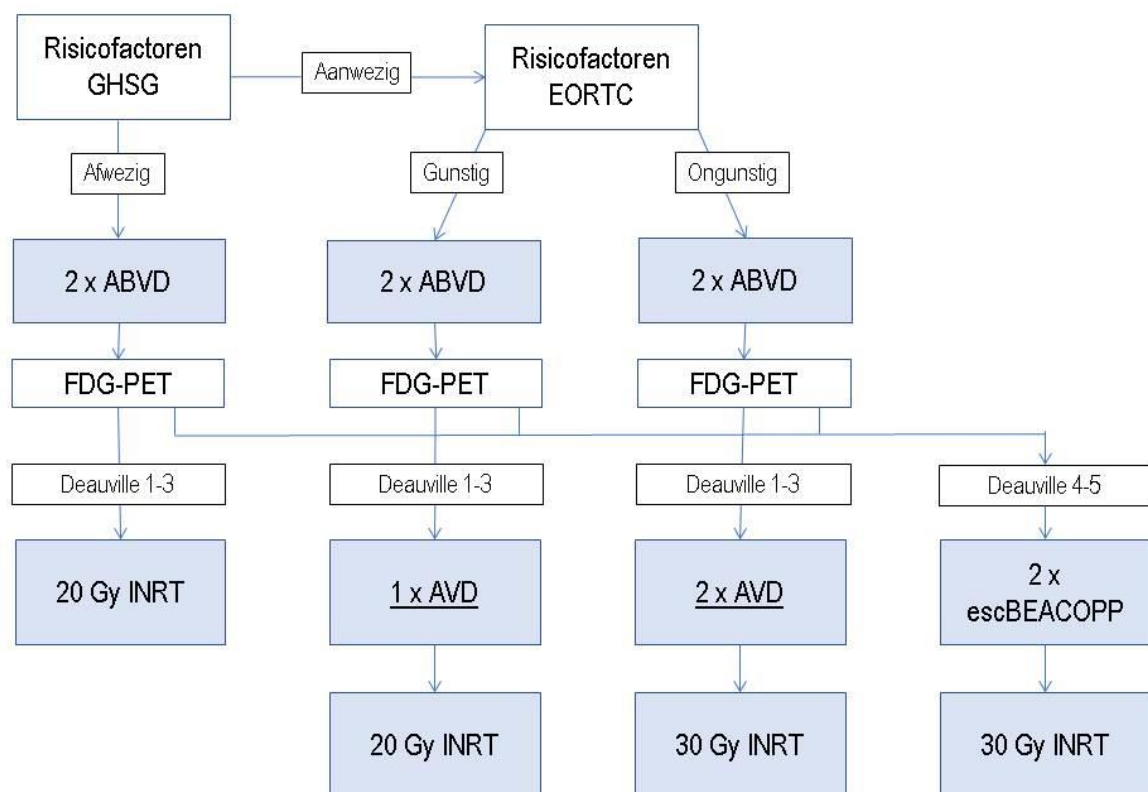 Risicofactoren
GHSG
Aanwezig
Risicofactoren
EORTC
Afwezig
Gunstig
Ongunstig
2 x ABVD
2 x ABVD
2 x ABVD
FDG-PET
FDG-PET
FDG-PET
Deauville 1-3
Deauville 1-3
Deauville 1-3
Deauville 4-5
20 Gy INRT
1 x AVD
2 x AVD
2 x
escBEACOPP
20 Gy INRT
30 Gy INRT
30 Gy INRT